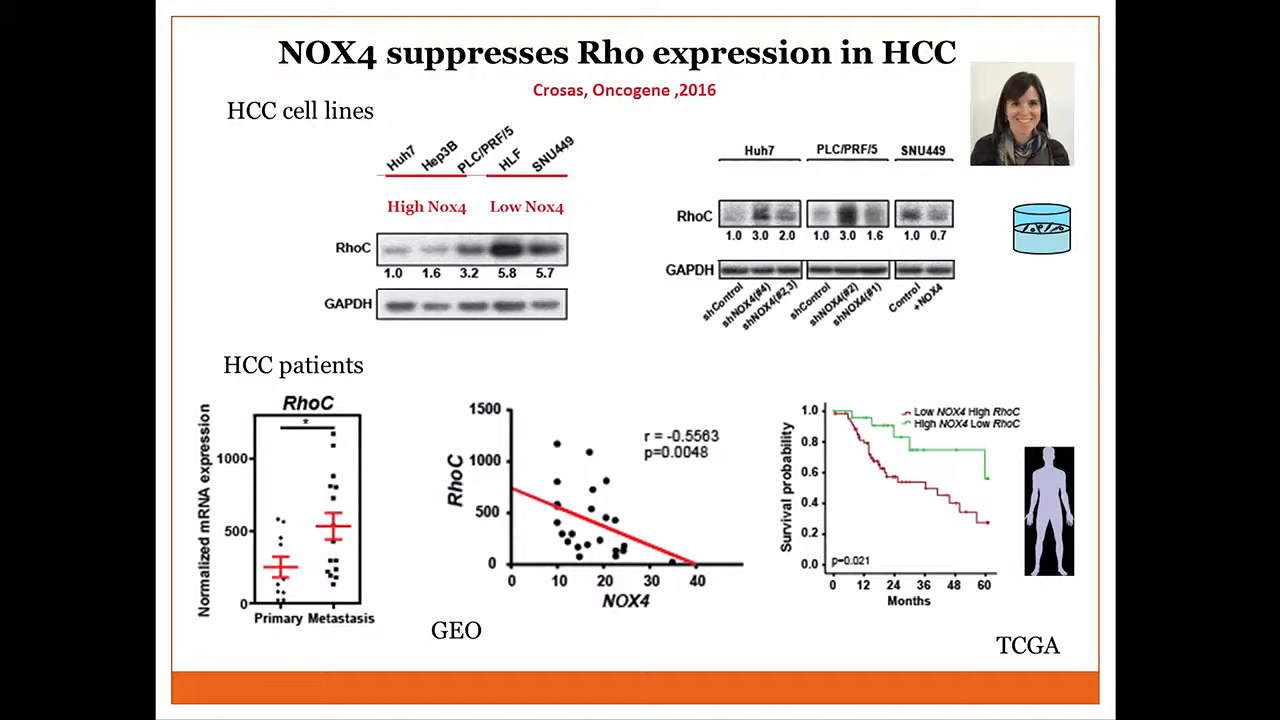 NOX4 suppresses Rho expression in HCC
Crosas, Oncogene ,2016
HCC cell lines
Huh7 Hep3B PLC/PRF/5 HLF SNU449
High Nox4 Low Nox4
RhoC
1.0 1.6 3.2 5.8 5.7
GAPDH
Huh7 PLC/PRF/5 SNU449
RhoC
1.0 3.0 2.0 1.0 3.0 1.6 1.0 0.7
GAPDH
shControl shNOX4(#4) shNOX4(#2,3) shControl shNOX4(#2) shNOX4(#1) Control +NOX4
HCC patients
RhoC
*
Normalized mRNA expression
1000
500
0
Primary Metastasis
RhoC
1500
1000
500
0
r = -0.5563
p=0.0048
0 10 20 30 40
NOX4
GEO
Survival probability
1.0
0.8
0.6
0.4
0.2
0.0
Low NOX4 High RhoC
High NOX4 Low RhoC
p=0.021
0 12 24 36 48 60
Months
TCGA